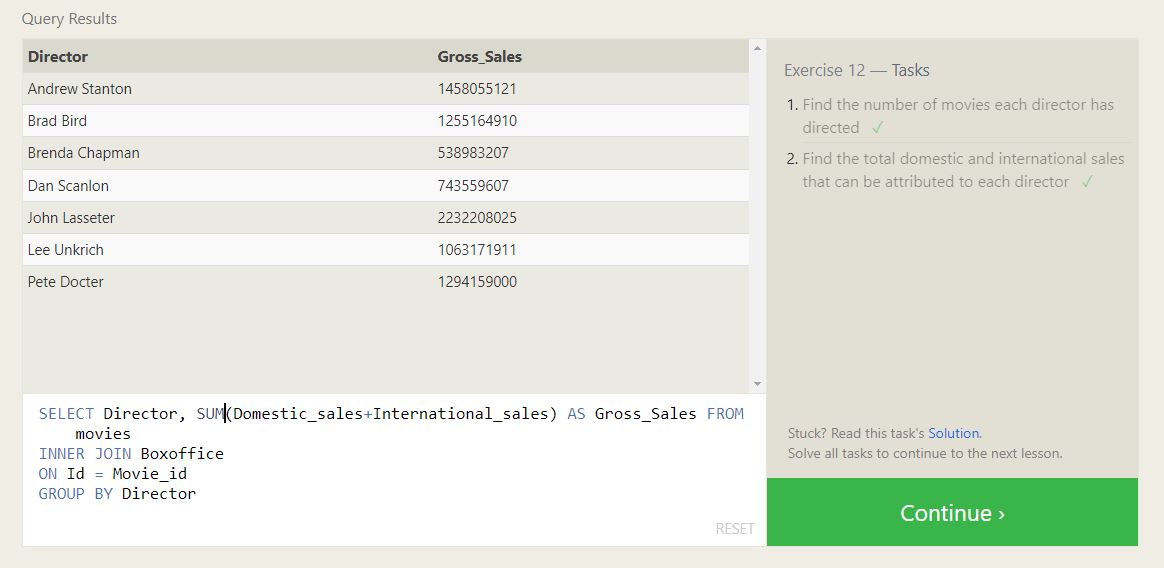 Query Results
Director Gross_Sales
Andrew Stanton 1458055121
Brad Bird 1255164910
Brenda Chapman 538983207
Dan Scanlon 743559607
John Lasseter 2232208025
Lee Unkrich 1063171911
Pete Docter 1294159000
SELECT Director, SUM(Domestic_sales+International_sales) AS Gross_Sales FROM
movies
INNER JOIN Boxoffice
ON Id = Movie_id
GROUP BY Director
RESET
Exercise 12 — Tasks
1. Find the number of movies each director has
directed ✓
2. Find the total domestic and international sales
that can be attributed to each director ✓
Stuck? Read this task's Solution.
Solve all tasks to continue to the next lesson.
Continue ›